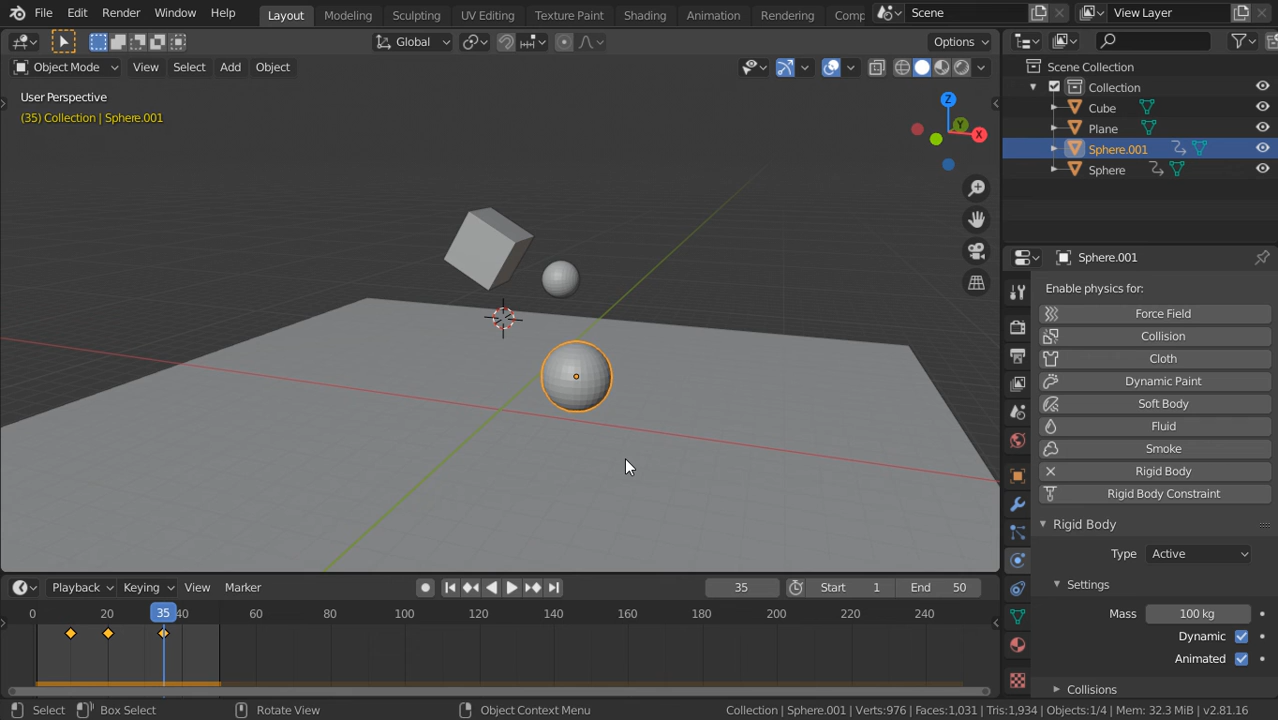 File Edit Render Window Help Layout Modeling Sculpting UV Editing Texture Paint Shading Animation Rendering Comp Scene View Layer
Global Options
Object Mode View Select Add Object
User Perspective
(35) Collection | Sphere.001
Z
Y
X
Scene Collection
Collection
Cube
Plane
Sphere.001
Sphere
Sphere.001
Enable physics for:
Force Field
Collision
Cloth
Dynamic Paint
Soft Body
Fluid
Smoke
Rigid Body
Rigid Body Constraint
Rigid Body
Type Active
Settings
Mass 100 kg
Dynamic
Animated
Collisions
Playback Keying View Marker 35 Start 1 End 50
0 20 35 40 60 80 100 120 140 160 180 200 220 240
Select Box Select Rotate View Object Context Menu Collection | Sphere.001 | Verts:976 | Faces:1,031 | Tris:1,934 | Objects:1/4 | Mem: 32.3 MiB | v2.81.16